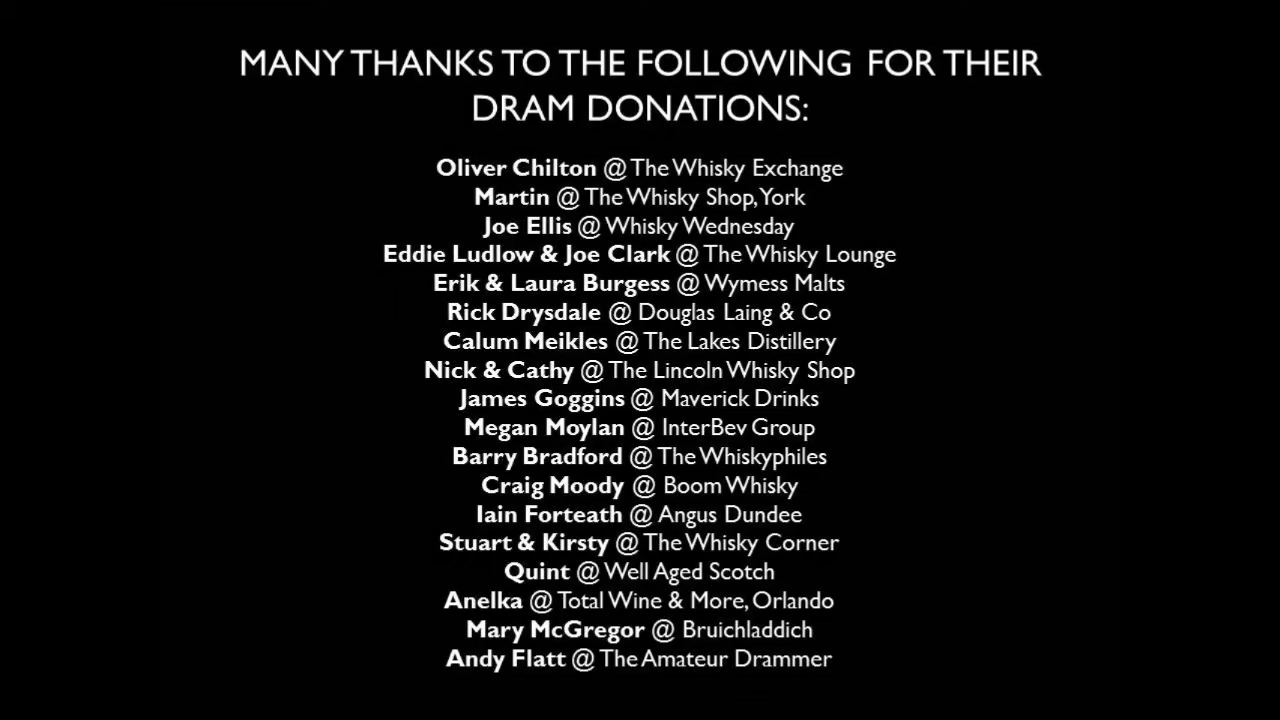 MANY THANKS TO THE FOLLOWING FOR THEIR
DRAM DONATIONS:
Oliver Chilton @ The Whisky Exchange
Martin @ The Whisky Shop, York
Joe Ellis @ Whisky Wednesday
Eddie Ludlow & Joe Clark @ The Whisky Lounge
Erik & Laura Burgess @ Wymess Malts
Rick Drysdale @ Douglas Laing & Co
Calum Meikles @ The Lakes Distillery
Nick & Cathy @ The Lincoln Whisky Shop
James Goggins @ Maverick Drinks
Megan Moylan @ InterBev Group
Barry Bradford @ The Whiskyphiles
Craig Moody @ Boom Whisky
Iain Forteath @ Angus Dundee
Stuart & Kirsty @ The Whisky Corner
Quint @ Well Aged Scotch
Anelka @ Total Wine & More, Orlando
Mary McGregor @ Bruichladdich
Andy Flatt @ The Amateur Drammer